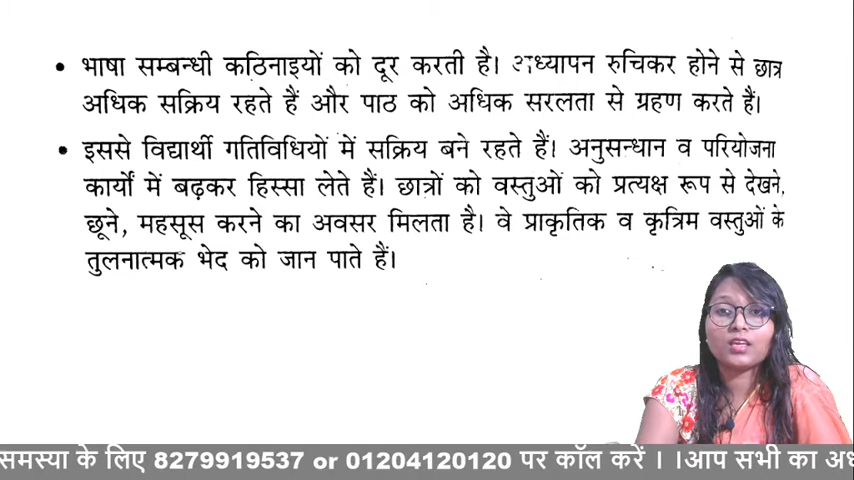 • भाषा सम्बन्धी कठिनाइयों को दूर करती है। अध्यापन रुचिकर होने से छात्र
अधिक सक्रिय रहते हैं और पाठ को अधिक सरलता से ग्रहण करते हैं।
• इससे विद्यार्थी गतिविधियों में सक्रिय बने रहते हैं। अनुसन्धान व परियोजना
कार्यों में बढ़कर हिस्सा लेते हैं। छात्रों को वस्तुओं को प्रत्यक्ष रूप से देखने,
छूने, महसूस करने का अवसर मिलता है। वे प्राकृतिक व कृत्रिम वस्तुओं के
तुलनात्मक भेद को जान पाते हैं।
समस्या के लिए 8279919537 or 01204120120 पर कॉल करें । ।आप सभी का